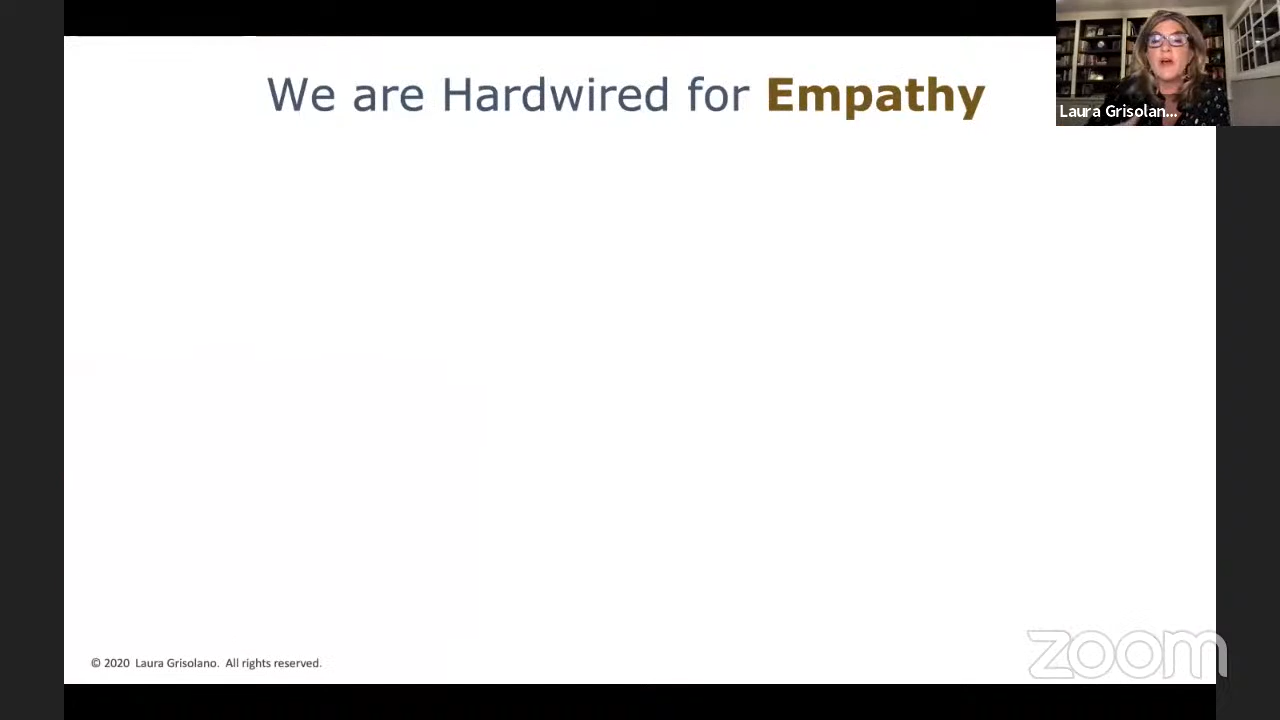 We are Hardwired for Empathy
Laura Grisolan...
© 2020 Laura Grisolano. All rights reserved.
zoom